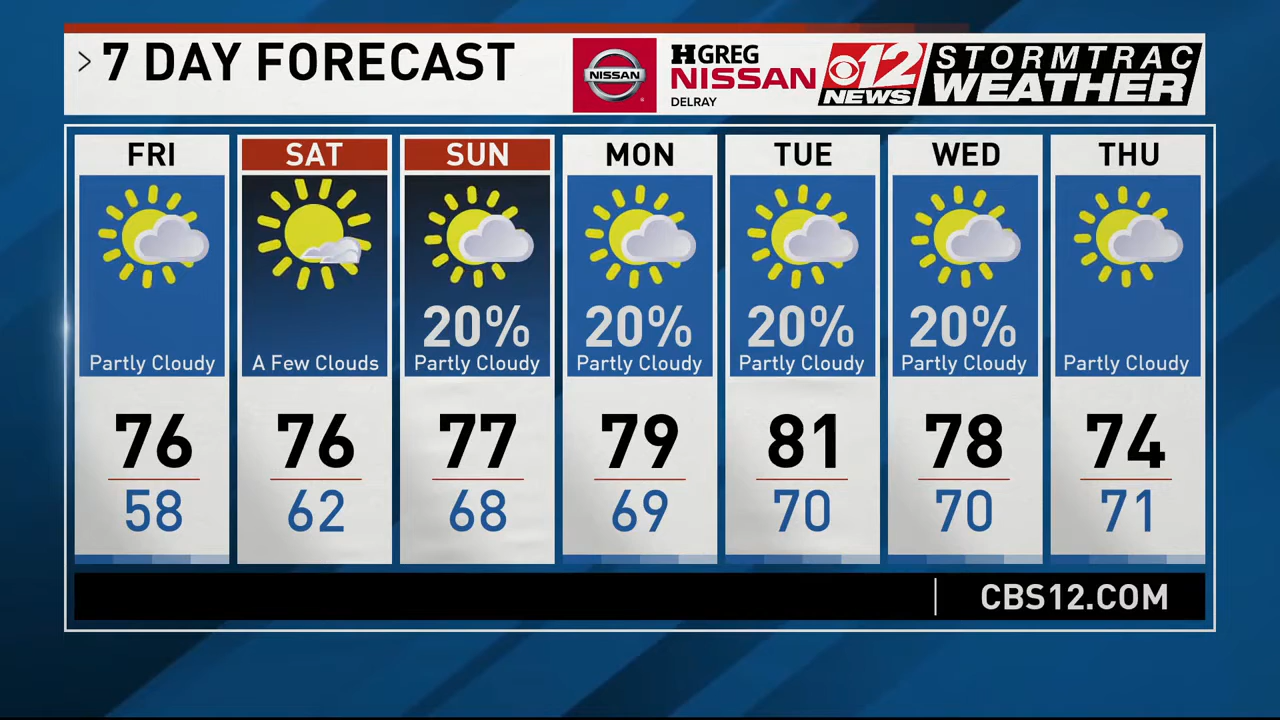 > 7 DAY FORECAST
NISSAN
HGREG
NISSAN
DELRAY
12
NEWS
STORMTRAC
WEATHER
FRI SAT SUN MON TUE WED THU
20% 20% 20% 20%
Partly Cloudy A Few Clouds Partly Cloudy Partly Cloudy Partly Cloudy Partly Cloudy Partly Cloudy
76 76 77 79 81 78 74
58 62 68 69 70 70 71
CBS12.COM